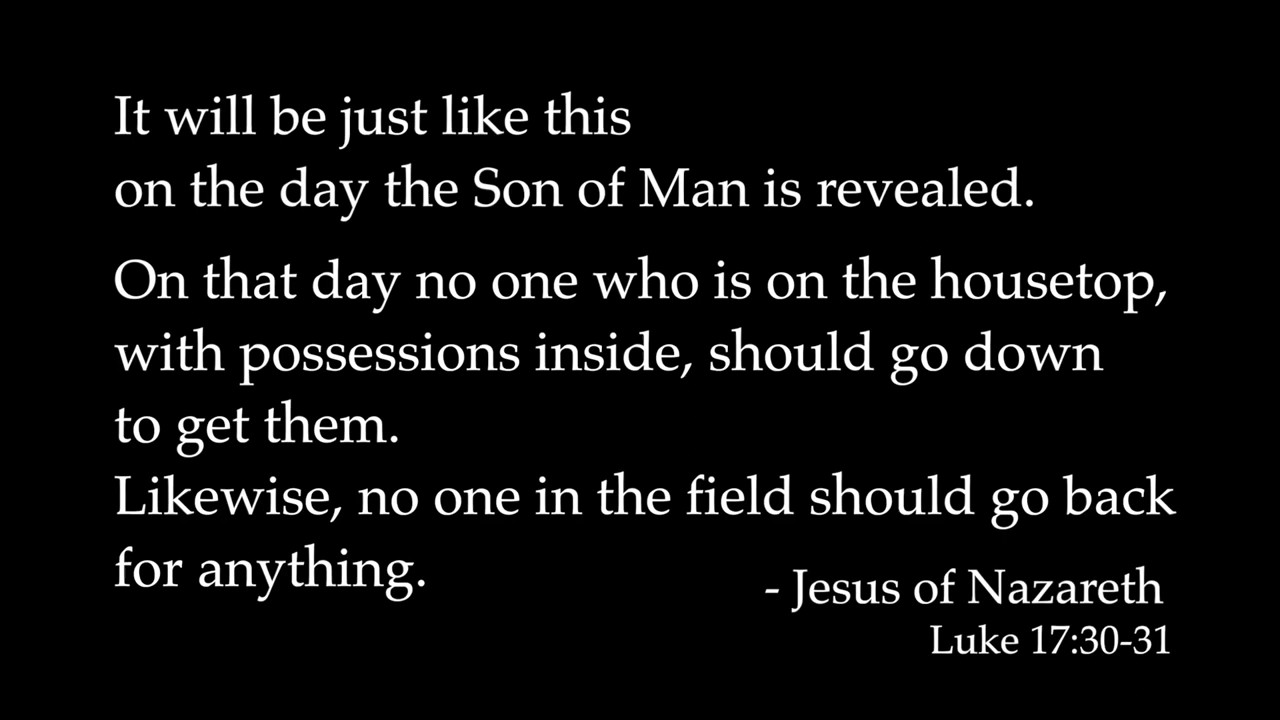 It will be just like this
on the day the Son of Man is revealed.
On that day no one who is on the housetop,
with possessions inside, should go down
to get them.
Likewise, no one in the field should go back
for anything.
- Jesus of Nazareth
Luke 17:30-31